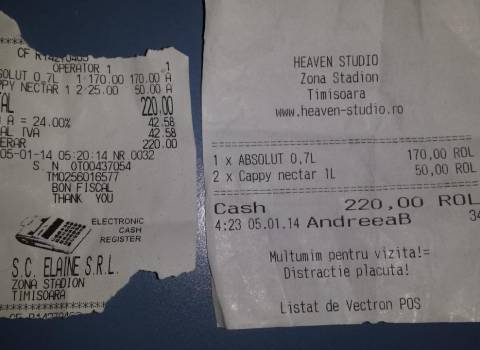 OPERATOR 1 1
SOLUT 0,7L 1 170.00 170.00 A
CAPPY NECTAR 1 2 25.00 50.00 A
TAL 220.00
A = 24.00% 42.58
AL TVA 42.58
ERAR 220.00
05-01-14 05:20:14 NR 0032
S N 0T00437054
TM0256016577
BON FISCAL
THANK YOU
ELECTRONIC
CASH
REGISTER
S.C. ELAINE S.R.L.
ZONA STADION
TIMISOARA
HEAVEN STUDIO
Zona Stadion
Timisoara
www.heaven-studio.ro
1 x ABSOLUT 0,7L 170,00 ROL
2 x Cappy nectar 1L 50,00 ROL
Cash 220,00 ROL
4:23 05.01.14 AndreeaB 34
Multumim pentru vizita!=
Distractie placuta!
Listat de Vectron POS